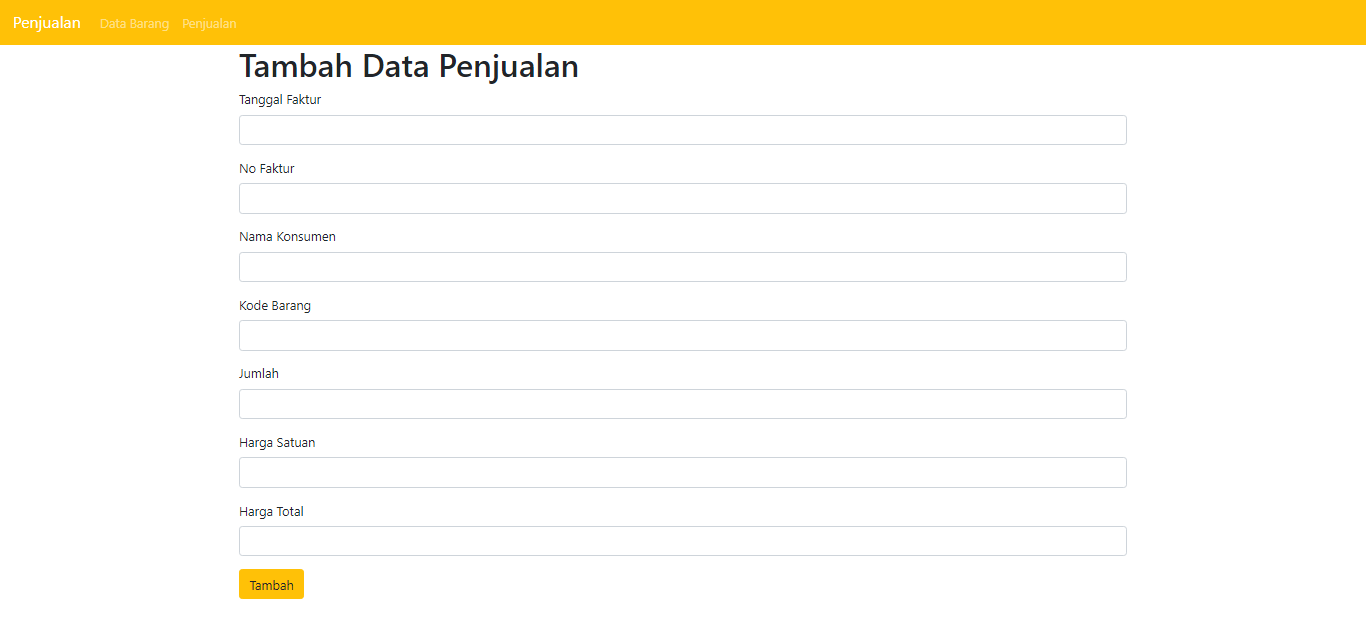 Penjualan Data Barang Penjualan
Tambah Data Penjualan
Tanggal Faktur
No Faktur
Nama Konsumen
Kode Barang
Jumlah
Harga Satuan
Harga Total
Tambah